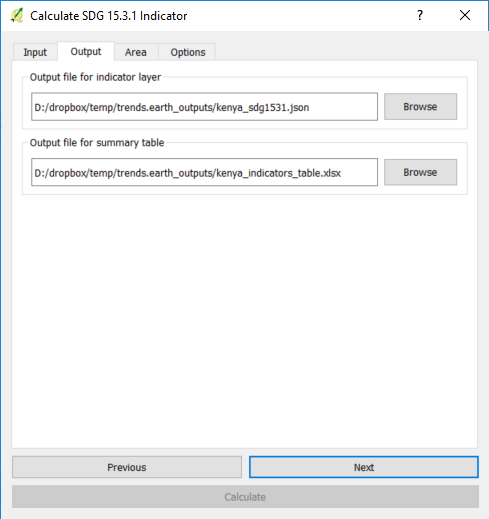 Calculate SDG 15.3.1 Indicator ?
Input Output Area Options
Output file for indicator layer
D:/dropbox/temp/trends.earth_outputs/kenya_sdg1531.json Browse
Output file for summary table
D:/dropbox/temp/trends.earth_outputs/kenya_indicators_table.xlsx Browse
Previous Next
Calculate